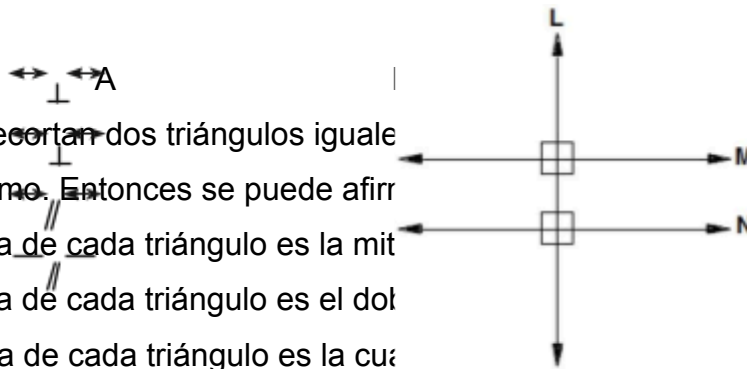 L
A
ecortan dos triángulos iguale
M
mo. Entonces se puede afirr
N
a de cada triángulo es la mit
a de cada triángulo es el dob
a de cada triángulo es la cua